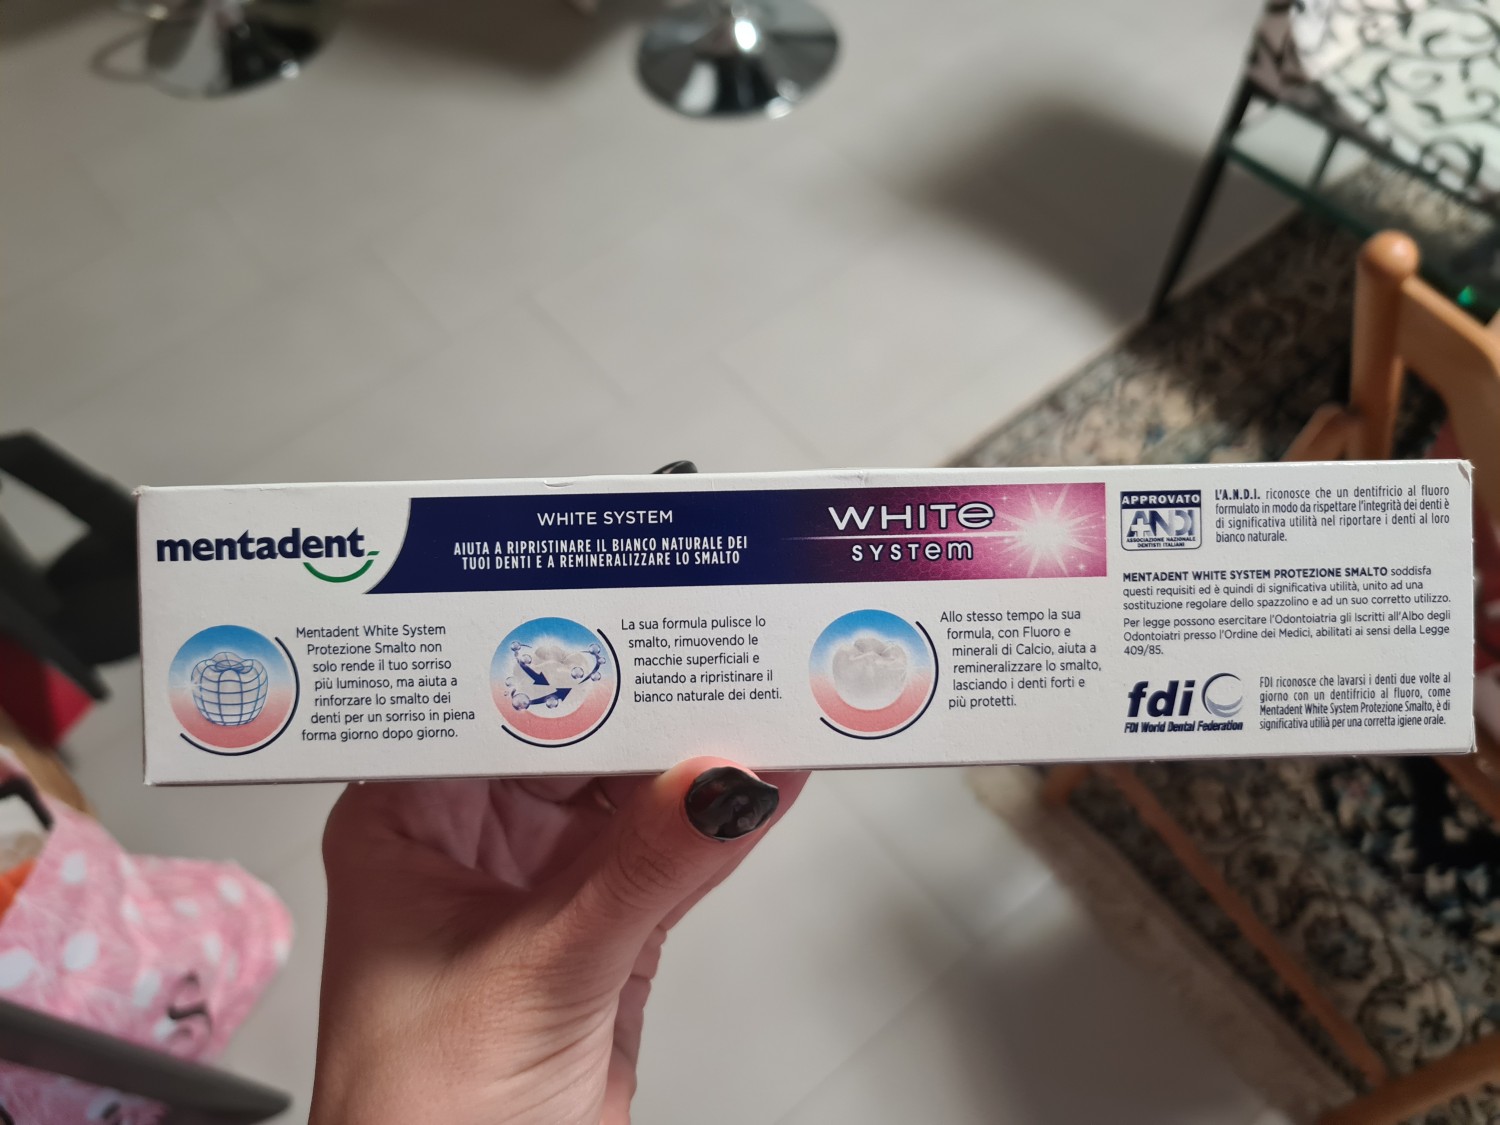 mentadent
WHITE SYSTEM
AIUTA A RIPRISTINARE IL BIANCO NATURALE DEI
TUOI DENTI E A REMINERALIZZARE LO SMALTO
WHITe
SYSTem
Mentadent White System
Protezione Smalto non
solo rende il tuo sorriso
più luminoso, ma aiuta a
rinforzare lo smalto dei
denti per un sorriso in piena
forma giorno dopo giorno.
La sua formula pulisce lo
smalto, rimuovendo le
macchie superficiali e
aiutando a ripristinare il
bianco naturale dei denti.
Allo stesso tempo la sua
formula, con Fluoro e
minerali di Calcio, aiuta a
remineralizzare lo smalto,
lasciando i denti forti e
più protetti.
APPROVATO
ANDI
ASSOCIAZIONE NAZIONALE
DENTISTI ITALIANI
L'A.N.D.I. riconosce che un dentifricio al fluoro
formulato in modo da rispettare l'integrità dei denti è
di significativa utilità nel riportare i denti al loro
bianco naturale.
MENTADENT WHITE SYSTEM PROTEZIONE SMALTO soddisfa
questi requisiti ed è quindi di significativa utilità, unito ad una
sostituzione regolare dello spazzolino e ad un suo corretto utilizzo.
Per legge possono esercitare l'Odontoiatria gli Iscritti all'Albo degli
Odontoiatri presso l'Ordine dei Medici, abilitati ai sensi della Legge
409/85.
fdi
FDI World Dental Federation
FDI riconosce che lavarsi i denti due volte al
giorno con un dentifricio al fluoro, come
Mentadent White System Protezione Smalto, è di
significativa utilià per una corretta igiene orale.